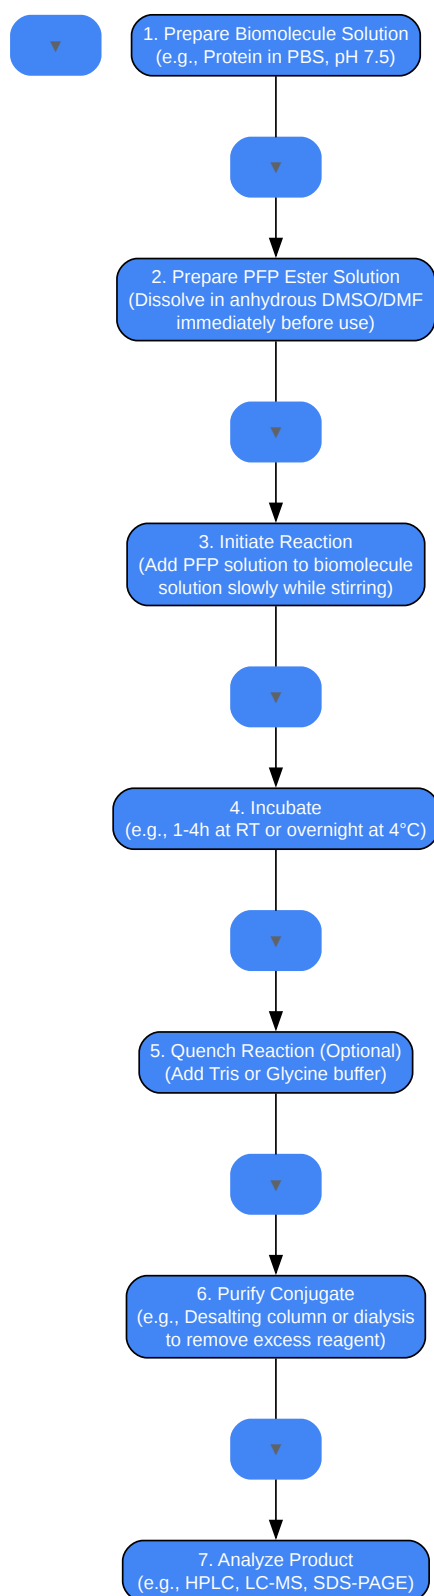 ▼
1. Prepare Biomolecule Solution
(e.g., Protein in PBS, pH 7.5)
▼
2. Prepare PFP Ester Solution
(Dissolve in anhydrous DMSO/DMF
immediately before use)
▼
3. Initiate Reaction
(Add PFP solution to biomolecule
solution slowly while stirring)
▼
4. Incubate
(e.g., 1-4h at RT or overnight at 4°C)
▼
5. Quench Reaction (Optional)
(Add Tris or Glycine buffer)
▼
6. Purify Conjugate
(e.g., Desalting column or dialysis
to remove excess reagent)
▼
7. Analyze Product
(e.g., HPLC, LC-MS, SDS-PAGE)